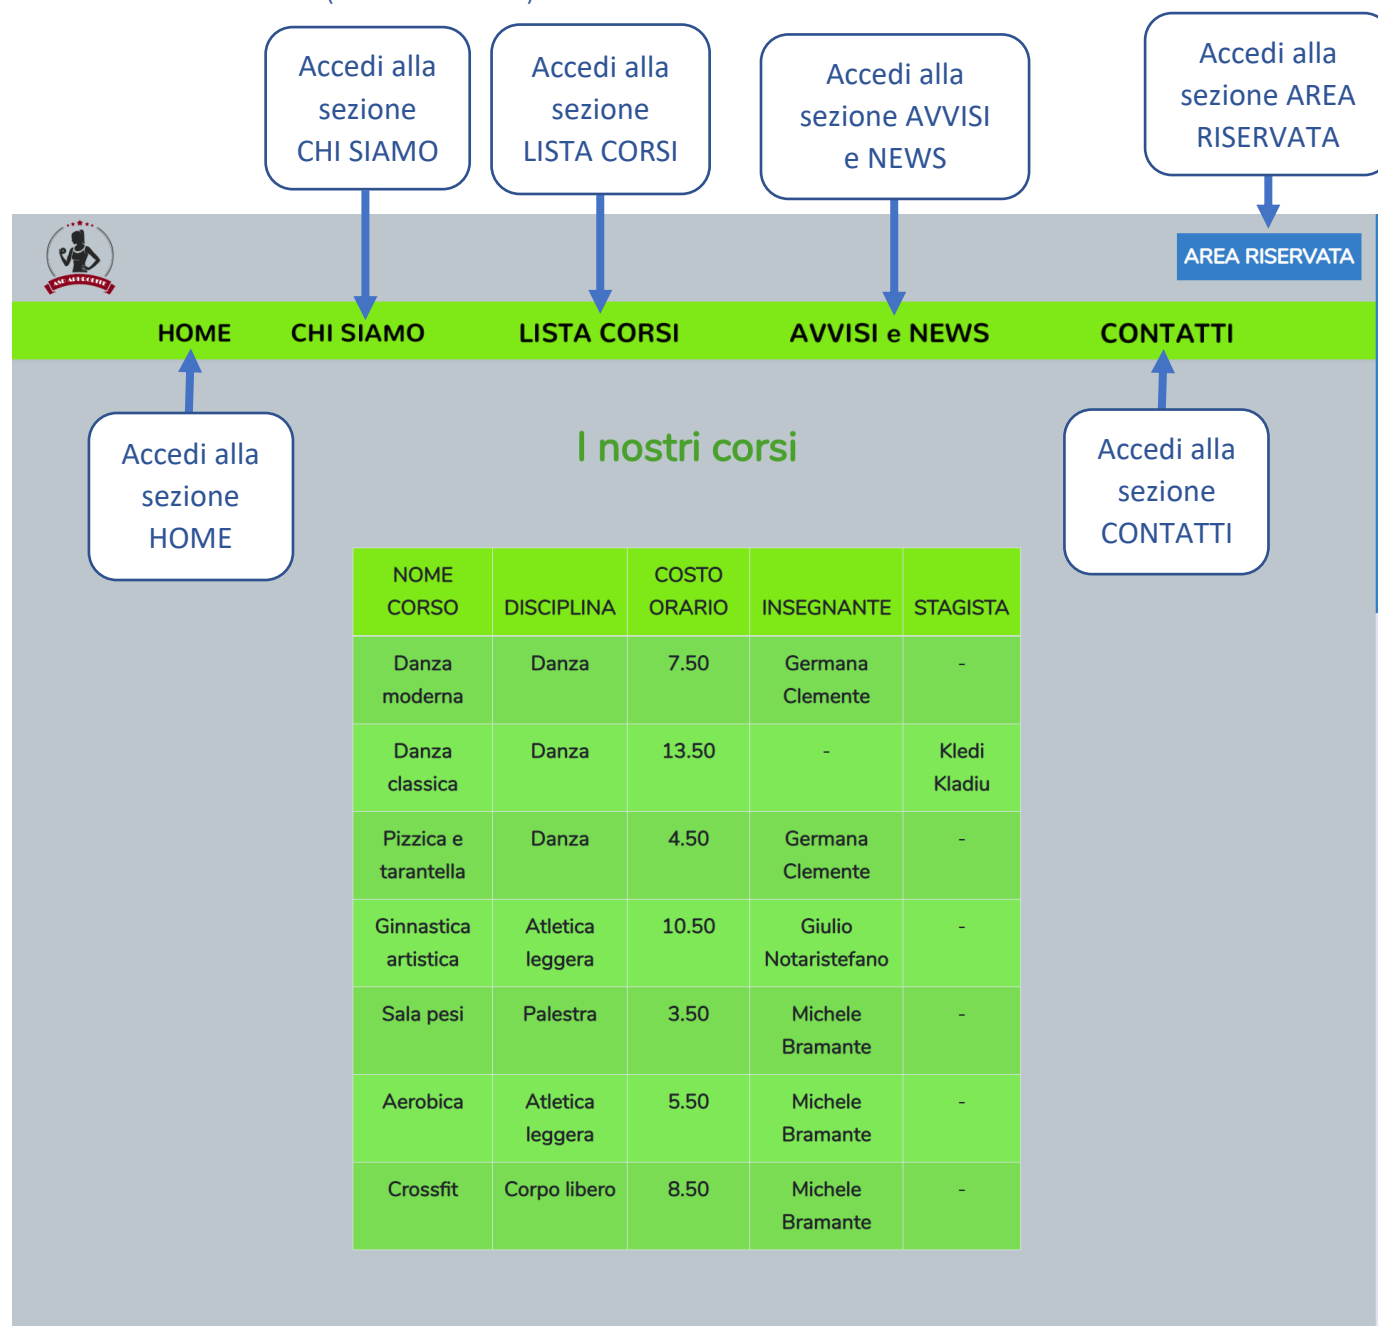 Accedi alla
sezione
CHI SIAMO
Accedi alla
sezione
LISTA CORSI
Accedi alla
sezione AVVISI
e NEWS
Accedi alla
sezione AREA
RISERVATA
ASD APHRODITE
AREA RISERVATA
HOME CHI SIAMO LISTA CORSI AVVISI e NEWS CONTATTI
Accedi alla
sezione
HOME
I nostri corsi
Accedi alla
sezione
CONTATTI
NOME COSTO
CORSO DISCIPLINA ORARIO INSEGNANTE STAGISTA
Danza Danza 7.50 Germana -
moderna Clemente
Danza Danza 13.50 - Kledi
classica Kladiu
Pizzica e Danza 4.50 Germana -
tarantella Clemente
Ginnastica Atletica 10.50 Giulio -
artistica leggera Notaristefano
Sala pesi Palestra 3.50 Michele -
Bramante
Aerobica Atletica 5.50 Michele -
leggera Bramante
Crossfit Corpo libero 8.50 Michele -
Bramante